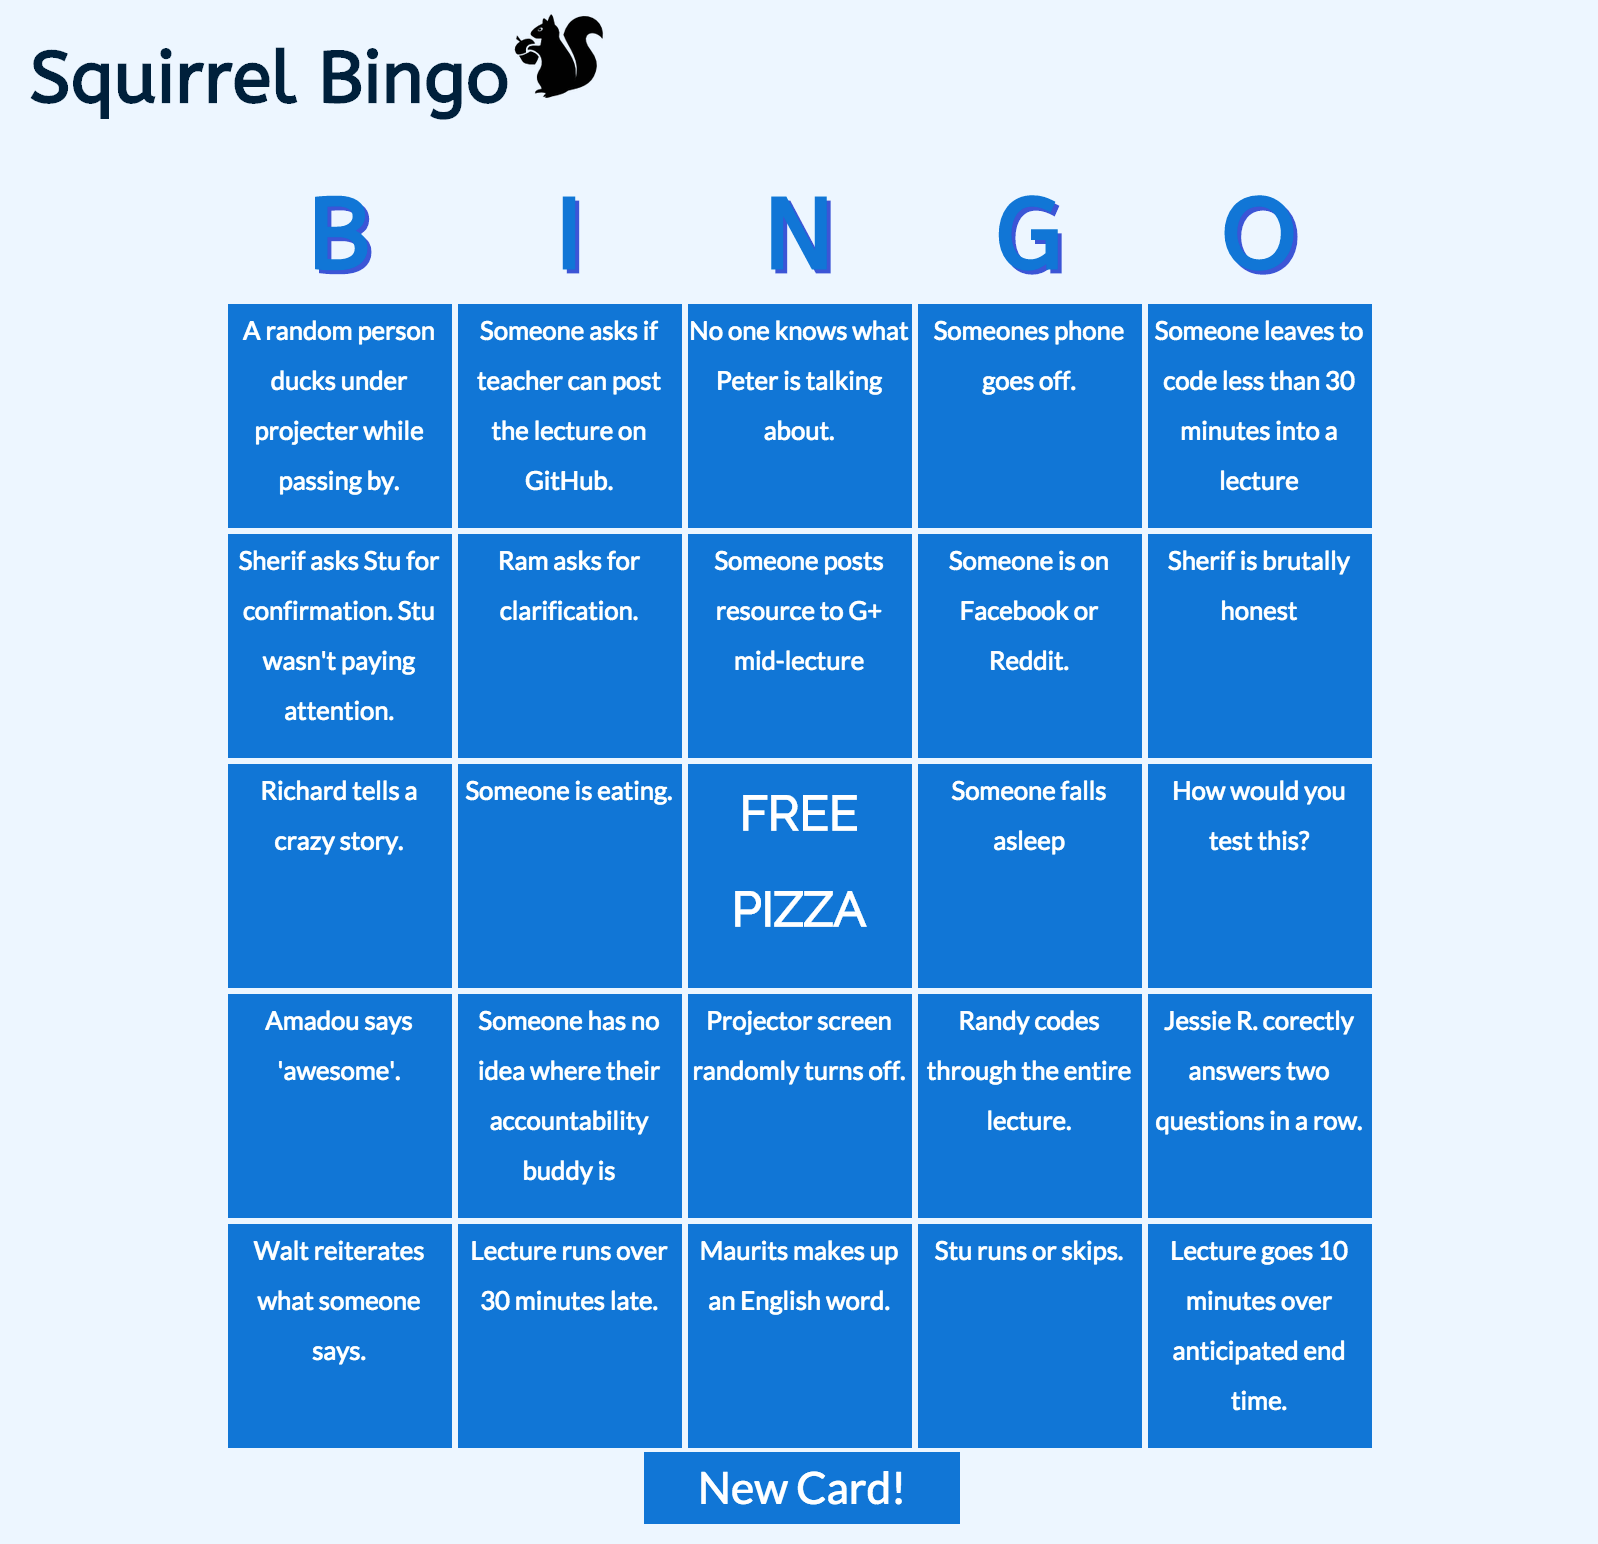 Squirrel Bingo
B I N G O
A random person
ducks under
projecter while
passing by.
Someone asks if
teacher can post
the lecture on
GitHub.
No one knows what
Peter is talking
about.
Someones phone
goes off.
Someone leaves to
code less than 30
minutes into a
lecture
Sherif asks Stu for
confirmation. Stu
wasn't paying
attention.
Ram asks for
clarification.
Someone posts
resource to G+
mid-lecture
Someone is on
Facebook or
Reddit.
Sherif is brutally
honest
Richard tells a
crazy story.
Someone is eating.
FREE
PIZZA
Someone falls
asleep
How would you
test this?
Amadou says
'awesome'.
Someone has no
idea where their
accountability
buddy is
Projector screen
randomly turns off.
Randy codes
through the entire
lecture.
Jessie R. corectly
answers two
questions in a row.
Walt reiterates
what someone
says.
Lecture runs over
30 minutes late.
Maurits makes up
an English word.
Stu runs or skips.
Lecture goes 10
minutes over
anticipated end
time.
New Card!